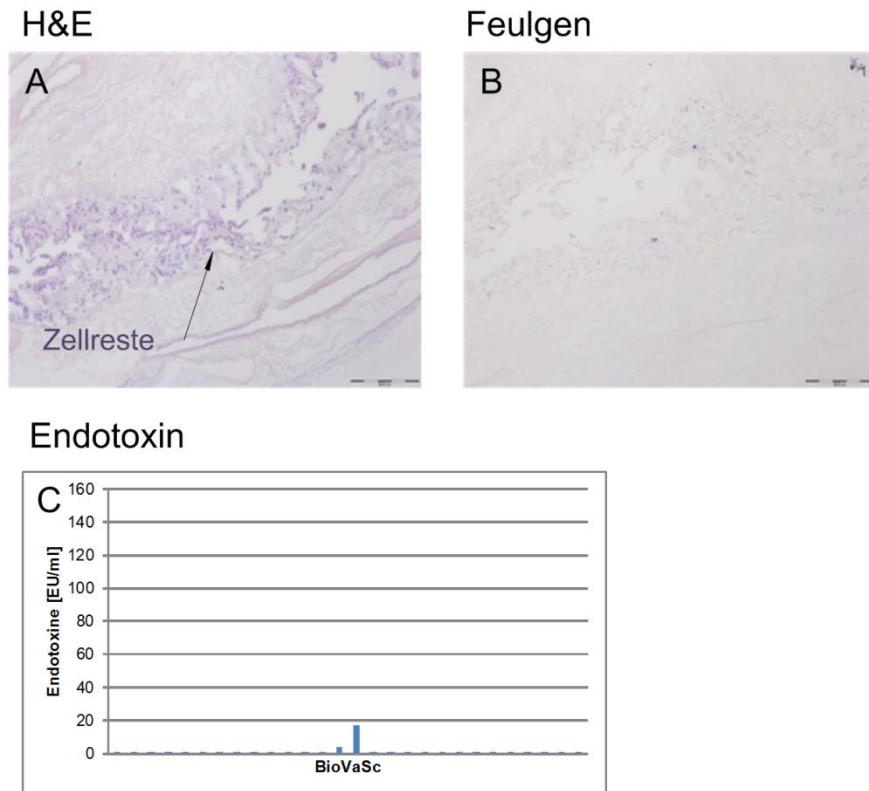 H&E
Feulgen
A
B
Zellreste
Endotoxin
C
Endotoxine [EU/ml]
160
140
120
100
80
60
40
20
0
BioVaSc